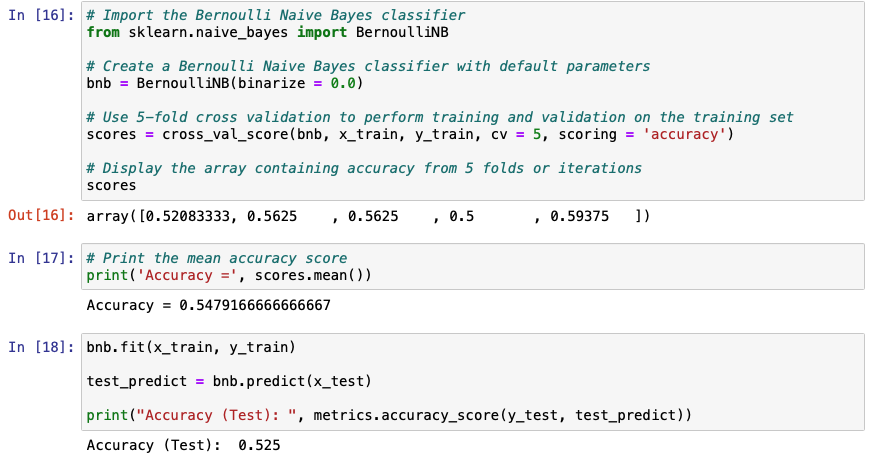 In [16]: # Import the Bernoulli Naive Bayes classifier
from sklearn.naive_bayes import BernoulliNB
# Create a Bernoulli Naive Bayes classifier with default parameters
bnb = BernoulliNB(binarize = 0.0)
# Use 5-fold cross validation to perform training and validation on the training set
scores = cross_val_score(bnb, x_train, y_train, cv = 5, scoring = 'accuracy')
# Display the array containing accuracy from 5 folds or iterations
scores
Out[16]: array([0.52083333, 0.5625    , 0.5625    , 0.5       , 0.59375   ])
In [17]: # Print the mean accuracy score
print('Accuracy =', scores.mean())
Accuracy = 0.5479166666666667
In [18]: bnb.fit(x_train, y_train)
test_predict = bnb.predict(x_test)
print("Accuracy (Test): ", metrics.accuracy_score(y_test, test_predict))
Accuracy (Test):  0.525